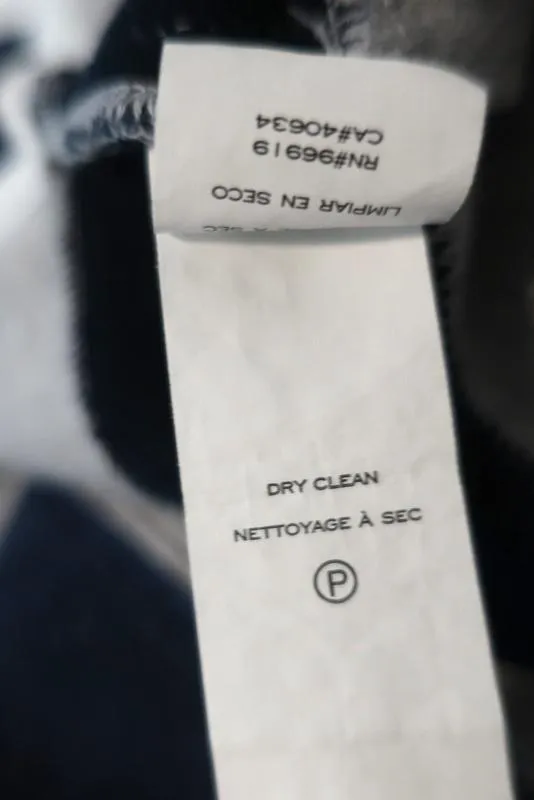 CA#40634
RN#96919
LIMPIAR EN SECO
DRY CLEAN
NETTOYAGE À SEC
P